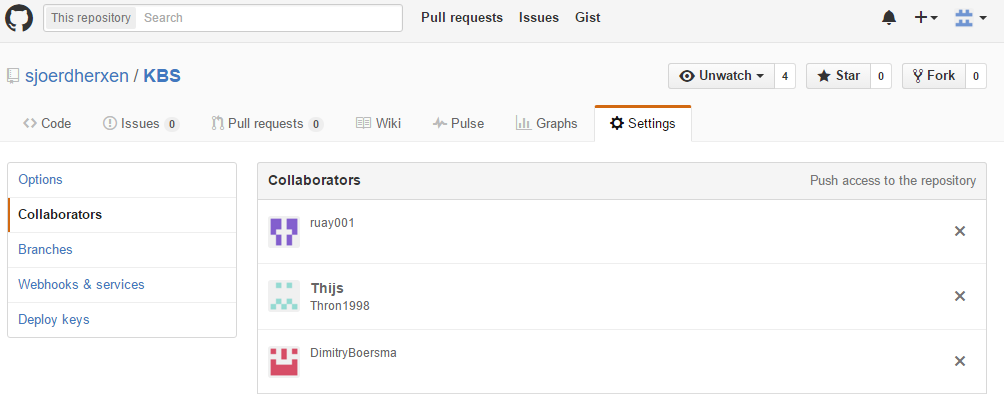 This repository Search Pull requests Issues Gist
sjoerdherxen / KBS Unwatch 4 Star 0 Fork 0
Code Issues 0 Pull requests 0 Wiki Pulse Graphs Settings
Options
Collaborators
Branches
Webhooks & services
Deploy keys
Collaborators Push access to the repository
ruay001
Thijs
Thron1998
DimitryBoersma